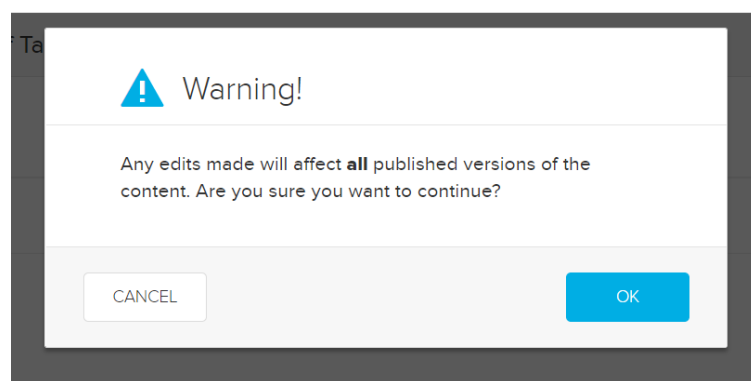 Ta
Warning!
Any edits made will affect all published versions of the
content. Are you sure you want to continue?
CANCEL
OK